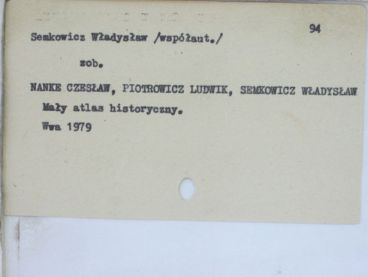 94
Semkowicz Władysław /współaut./
zob.
NANKE CZESŁAW, PIOTROWICZ LUDWIK, SEMKOWICZ WŁADYSŁAW
Mały atlas historyczny.
Wwa 1979